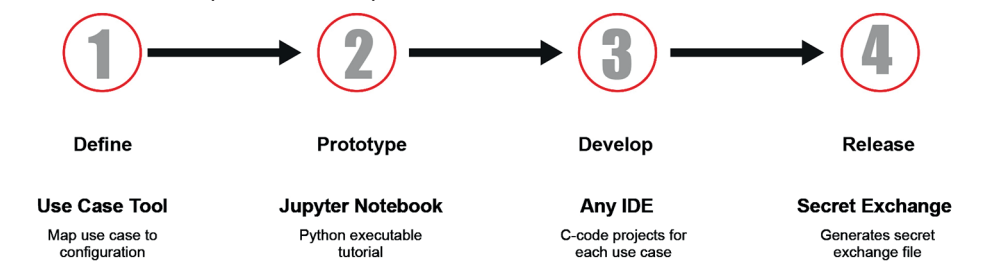 1 2 3 4
Define Prototype Develop Release
Use Case Tool Jupyter Notebook Any IDE Secret Exchange
Map use case to Python executable C-code projects for Generates secret
configuration tutorial each use case exchange file